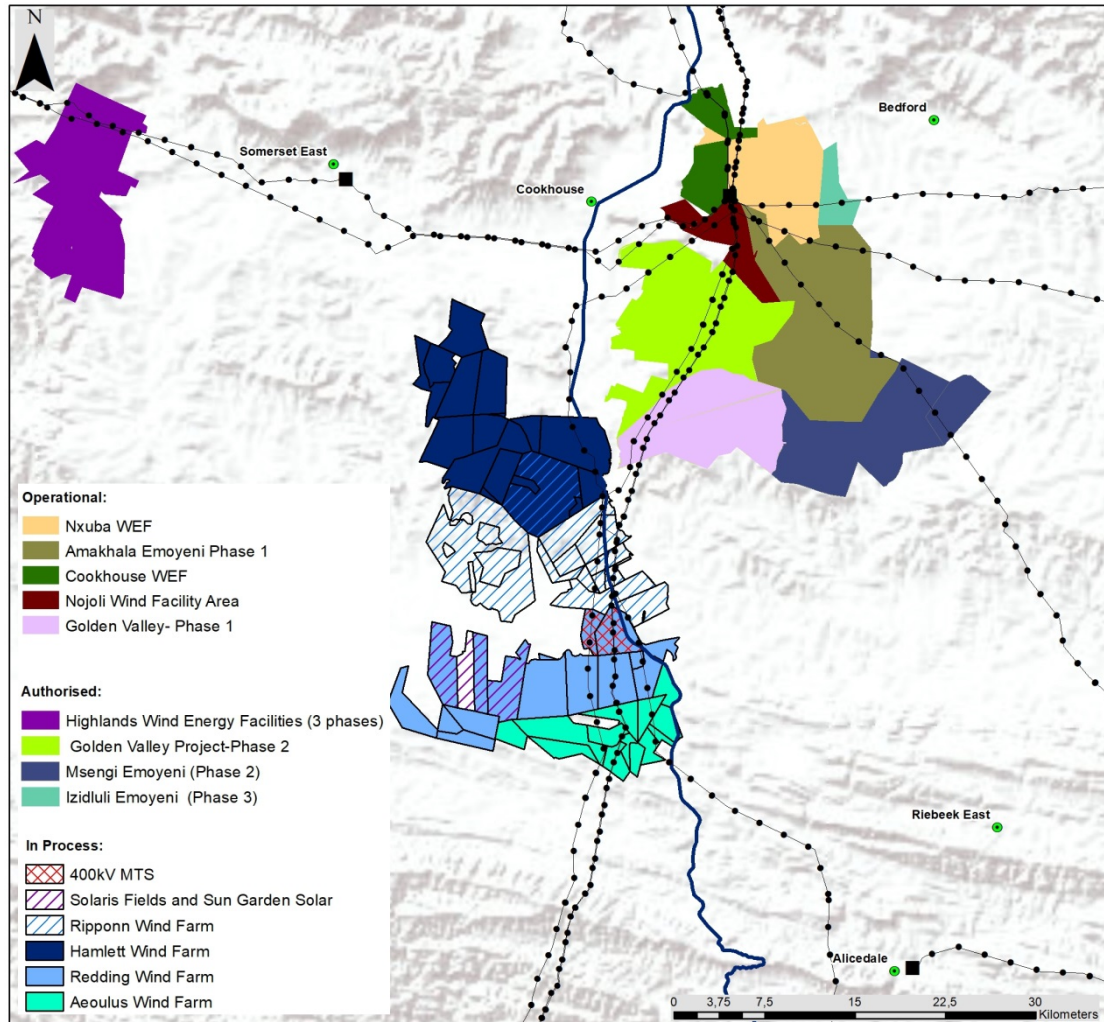 N
Bedford
Somerset East
Cookhouse
Operational:
Nxuba WEF
Amakhala Emoyeni Phase 1
Cookhouse WEF
Nojoli Wind Facility Area
Golden Valley- Phase 1
Authorised:
Highlands Wind Energy Facilities (3 phases)
Golden Valley Project-Phase 2
Msengi Emoyeni (Phase 2)
Izidluli Emoyeni (Phase 3)
Riebeek East
In Process:
400kV MTS
Solaris Fields and Sun Garden Solar
Ripponn Wind Farm
Hamlett Wind Farm
Redding Wind Farm
Aeoulus Wind Farm
Alicedale
0 3,75 7,5 15 22,5 30
Kilometers